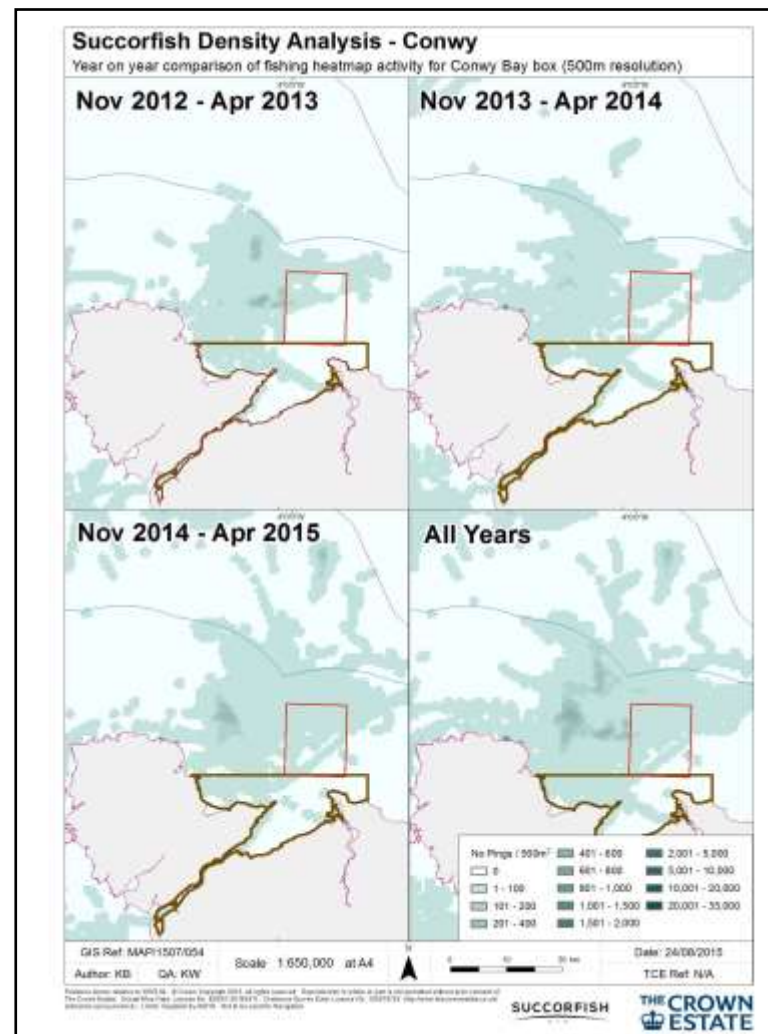 Succorfish Density Analysis - Conwy
Year on year comparison of fishing heatmap activity for Conwy Bay box (500m resolution)
Nov 2012 - Apr 2013
Nov 2013 - Apr 2014
Nov 2014 - Apr 2015
All Years
No Pings / 500m²
0
1 - 100
101 - 200
201 - 400
401 - 600
601 - 800
801 - 1,000
1,001 - 1,500
1,501 - 2,000
2,001 - 5,000
5,001 - 10,000
10,001 - 20,000
20,001 - 35,000
GIS Ref: MAP11507/054
Author: KB QA: KW
Scale 1:650,000 at A4
N
0 10 20 km
Date: 24/08/2015
TCE Ref: N/A
SUCCORFISH
THE CROWN
ESTATE